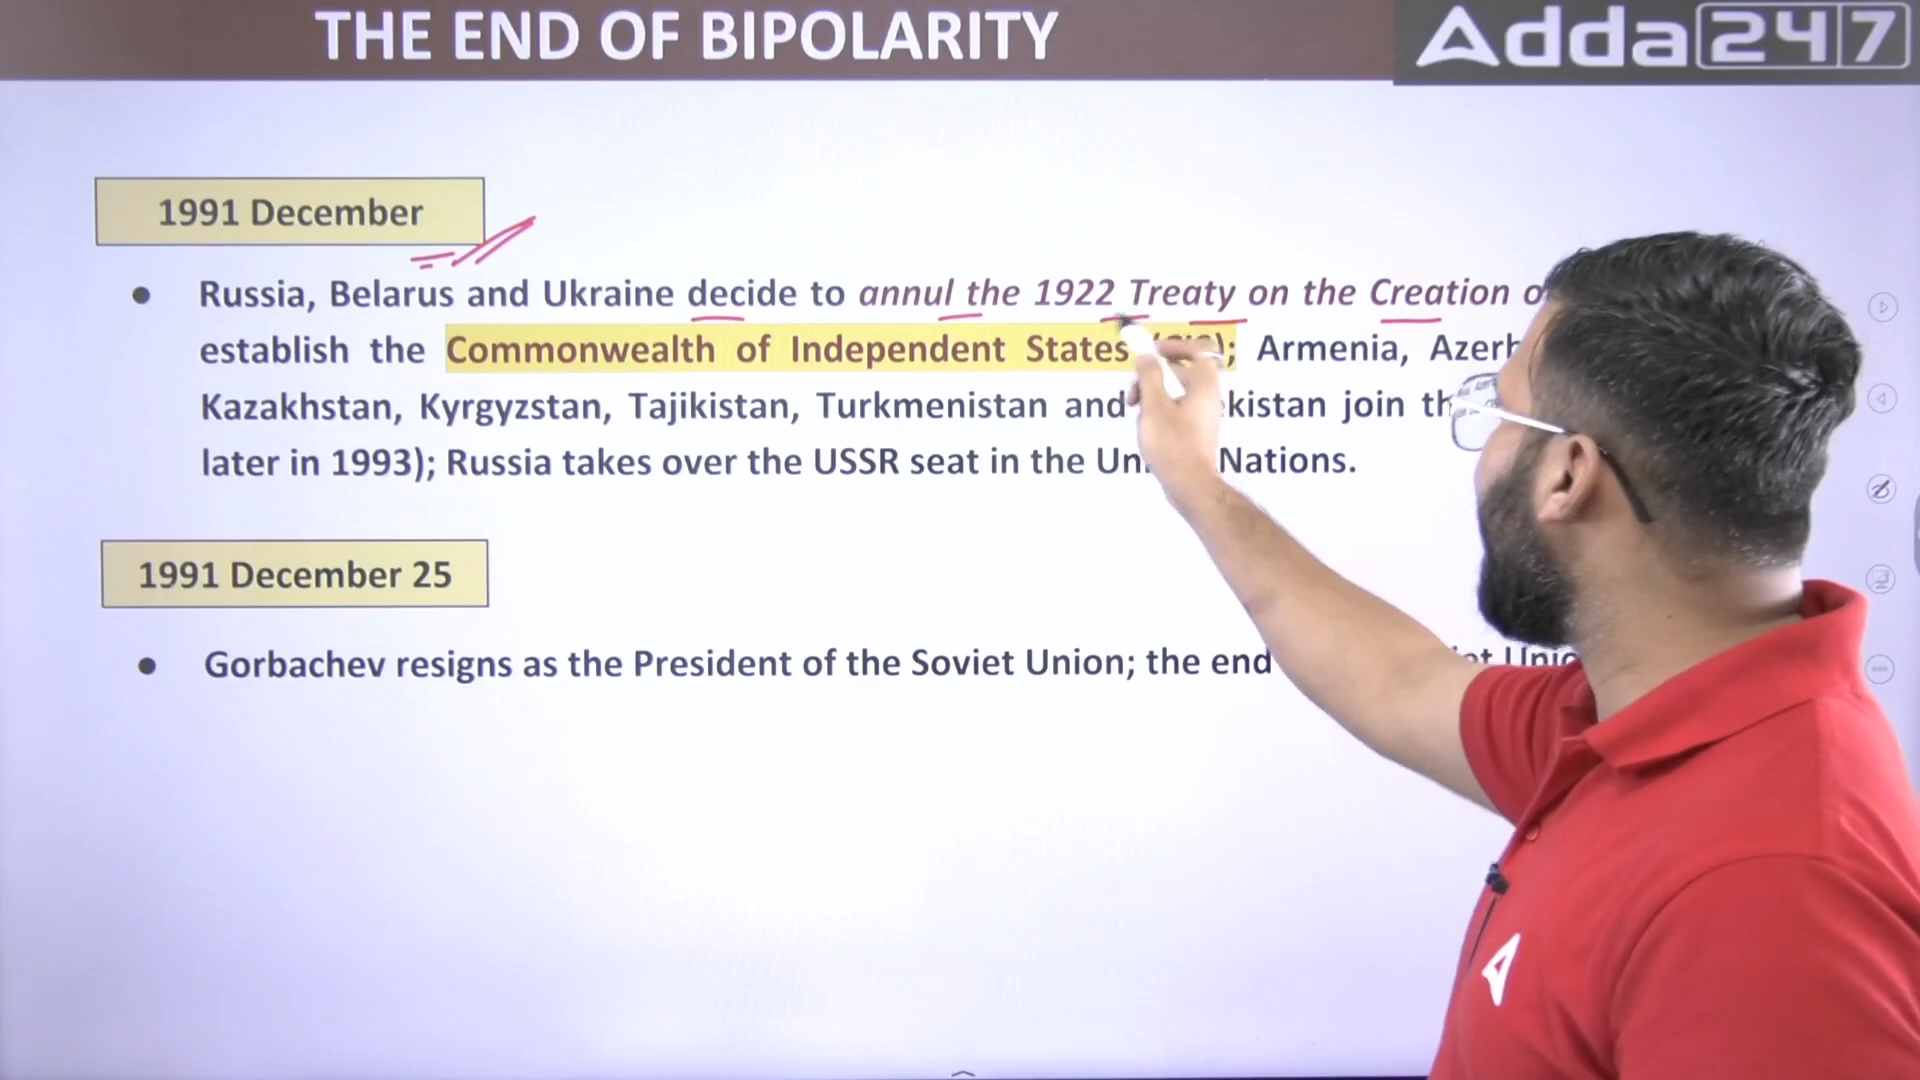 THE END OF BIPOLARITY
Adda247
1991 December
Russia, Belarus and Ukraine decide to annul the 1922 Treaty on the Creation
establish the Commonwealth of Independent States ; Armenia,
Kazakhstan, Kyrgyzstan, Tajikistan, Turkmenistan and join
later in 1993); Russia takes over the USSR seat in the Nations.
1991 December 25
Gorbachev resigns as the President of the Soviet Union; the end